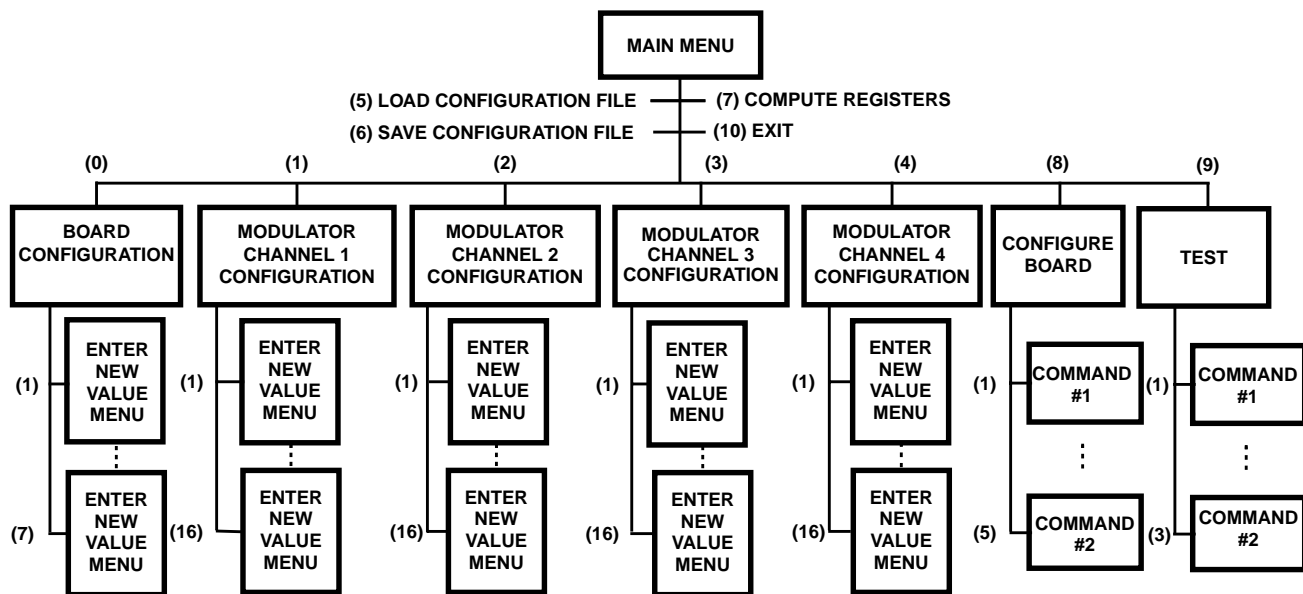 MAIN MENU
(5) LOAD CONFIGURATION FILE
(7) COMPUTE REGISTERS
(6) SAVE CONFIGURATION FILE
(10) EXIT
(0)
(1)
(2)
(3)
(4)
(8)
(9)
BOARD
CONFIGURATION
MODULATOR
CHANNEL 1
CONFIGURATION
MODULATOR
CHANNEL 2
CONFIGURATION
MODULATOR
CHANNEL 3
CONFIGURATION
MODULATOR
CHANNEL 4
CONFIGURATION
CONFIGURE
BOARD
TEST
(1)
ENTER
NEW
VALUE
MENU
(1)
ENTER
NEW
VALUE
MENU
(1)
ENTER
NEW
VALUE
MENU
(1)
ENTER
NEW
VALUE
MENU
(1)
ENTER
NEW
VALUE
MENU
(1)
COMMAND
#1
(1)
COMMAND
#1
(7)
ENTER
NEW
VALUE
MENU
(16)
ENTER
NEW
VALUE
MENU
(16)
ENTER
NEW
VALUE
MENU
(16)
ENTER
NEW
VALUE
MENU
(16)
ENTER
NEW
VALUE
MENU
(5)
COMMAND
#2
(3)
COMMAND
#2